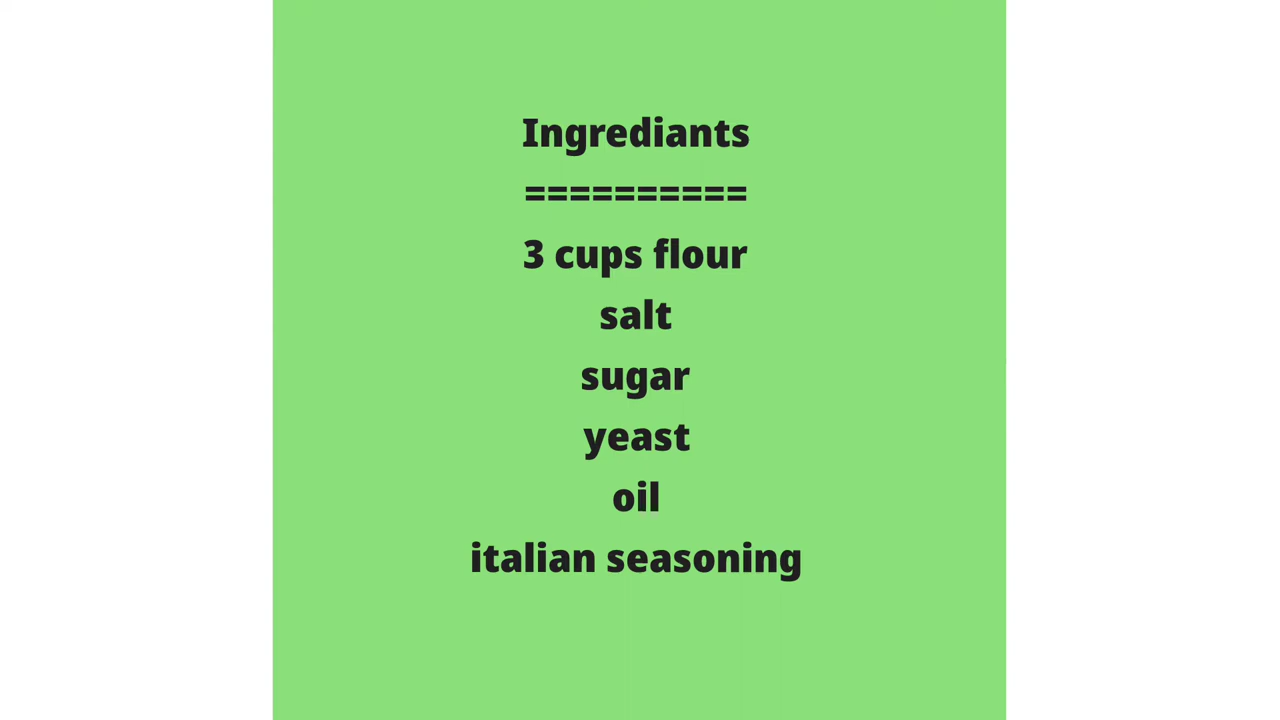 Ingrediants
==========
3 cups flour
salt
sugar
yeast
oil
italian seasoning